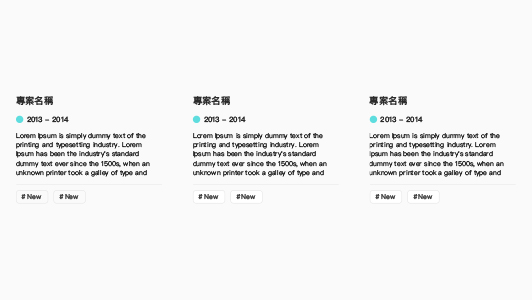 專案名稱
2013 – 2014
Lorem Ipsum is simply dummy text of the
printing and typesetting industry. Lorem
Ipsum has been the industry's standard
dummy text ever since the 1500s, when an
unknown printer took a galley of type and
# New
# New
專案名稱
2013 – 2014
Lorem Ipsum is simply dummy text of the
printing and typesetting industry. Lorem
Ipsum has been the industry's standard
dummy text ever since the 1500s, when an
unknown printer took a galley of type and
# New
#New
專案名稱
2013 – 2014
Lorem Ipsum is simply dummy text of the
printing and typesetting industry. Lorem
Ipsum has been the industry's standard
dummy text ever since the 1500s, when an
unknown printer took a galley of type and
# New
#New